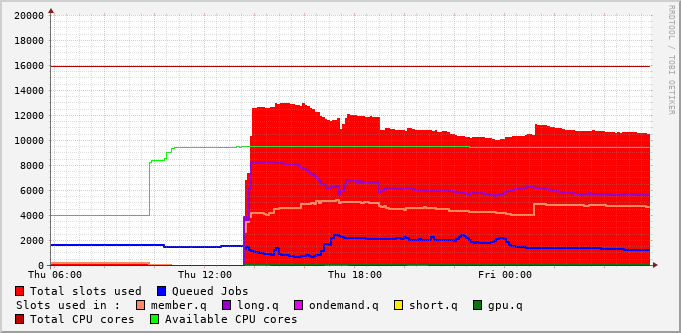 20000
18000
16000
14000
12000
10000
8000
6000
4000
2000
0
Thu 06:00 Thu 12:00 Thu 18:00 Fri 00:00
RRDTOOL / TOBI OETIKER
Total slots used Queued Jobs
Slots used in : member.q long.q ondemand.q short.q gpu.q
Total CPU cores Available CPU cores